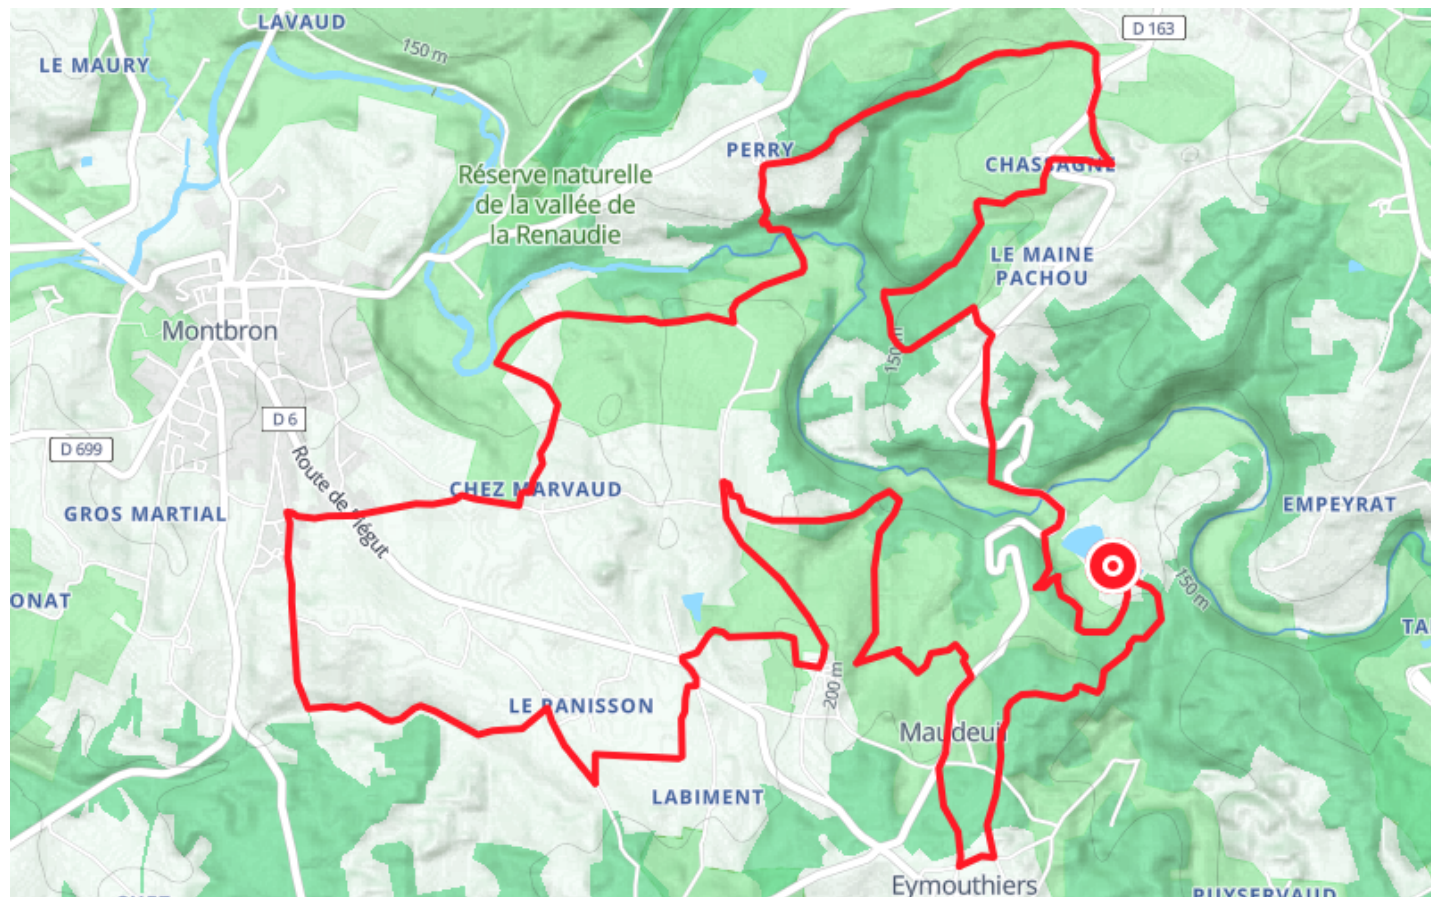 LAVAUD
D 163
150 m
LE MAURY
PERRY
CHASSAGNE
Réserve naturelle
de la vallée de
la Renaudie
LE MAINE
PACHOU
Montbron
150 m
D 6
D 699
Route de Piégut
CHEZ MARVAUD
GROS MARTIAL
EMPEYRAT
150 m
ONAT
TA
200 m
LE PANISSON
Maudeuil
LABIMENT
Eymouthiers
PUYSERVAUD